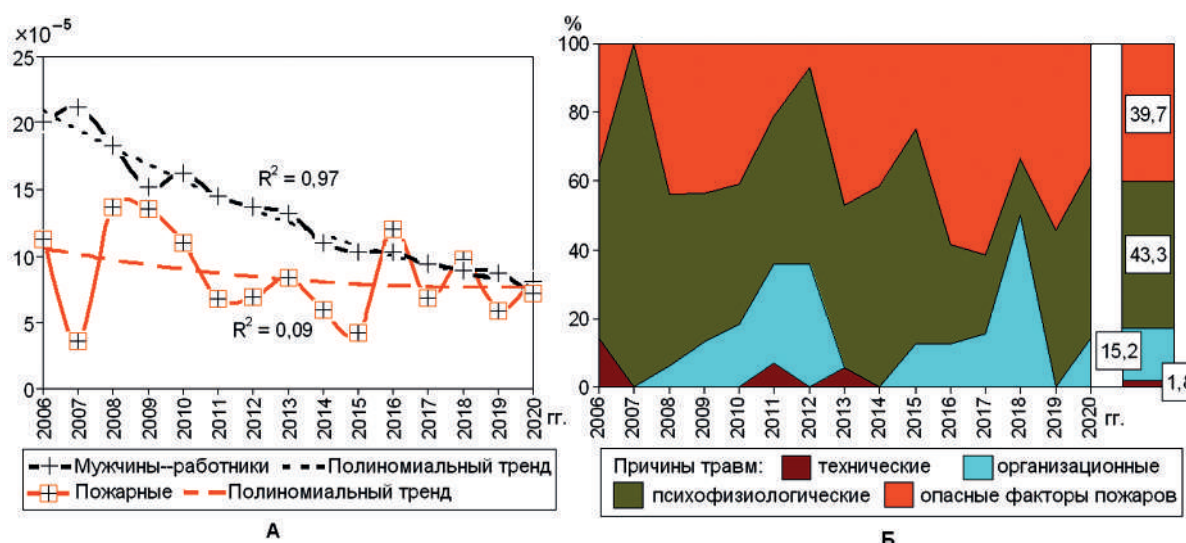 ×10⁻⁵
25
20
15
10
5
0
R² = 0,97
R² = 0,09
2006 2007 2008 2009 2010 2011 2012 2013 2014 2015 2016 2017 2018 2019 2020 гг.
Мужчины--работники Полиномиальный тренд
Пожарные Полиномиальный тренд
А
%
100
80
60
40
20
0
39,7
43,3
15,2
1,8
2006 2007 2008 2009 2010 2011 2012 2013 2014 2015 2016 2017 2018 2019 2020 гг.
Причины травм: технические организационные
психофизиологические опасные факторы пожаров
Б